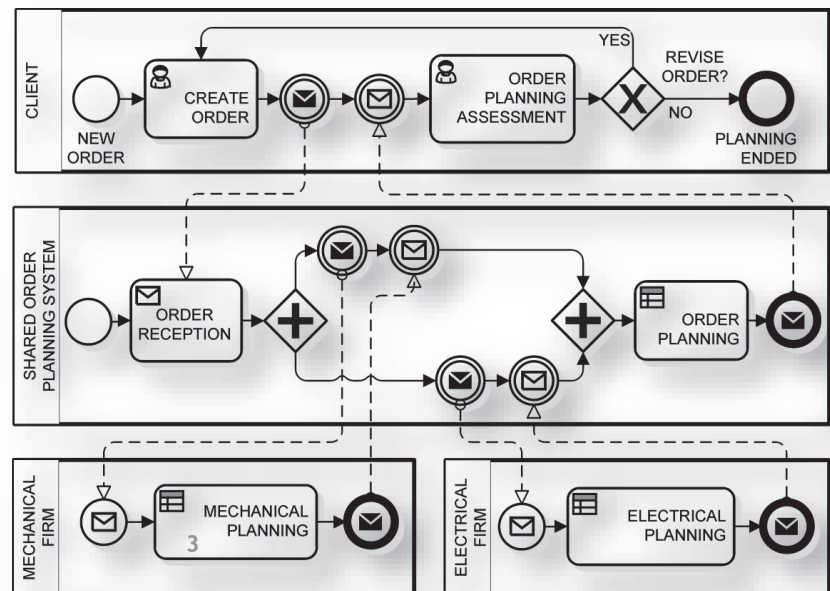 CLIENT
NEW
ORDER
CREATE
ORDER
ORDER
PLANNING
ASSESSMENT
YES
REVISE
ORDER?
NO
PLANNING
ENDED
SHARED ORDER
PLANNING SYSTEM
ORDER
RECEPTION
ORDER
PLANNING
MECHANICAL
FIRM
MECHANICAL
PLANNING
3
ELECTRICAL
FIRM
ELECTRICAL
PLANNING